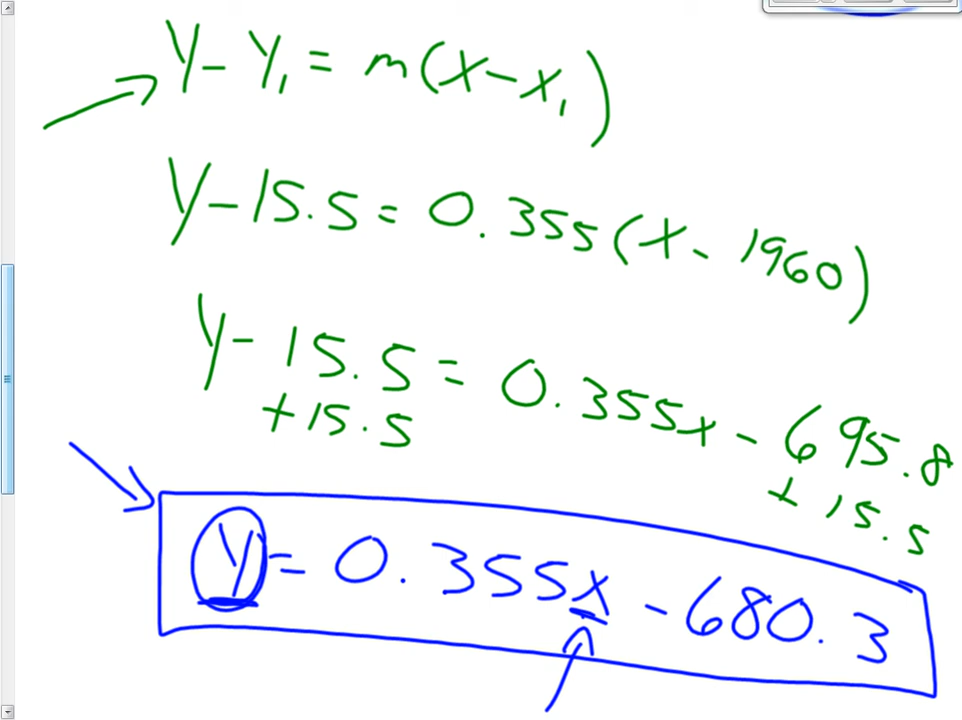 Y - Y₁ = m(x - x₁)
Y - 15.5 = 0.355(x - 1960)
Y - 15.5 = 0.355x - 695.8
+15.5 + 15.5
Y = 0.355x - 680.3